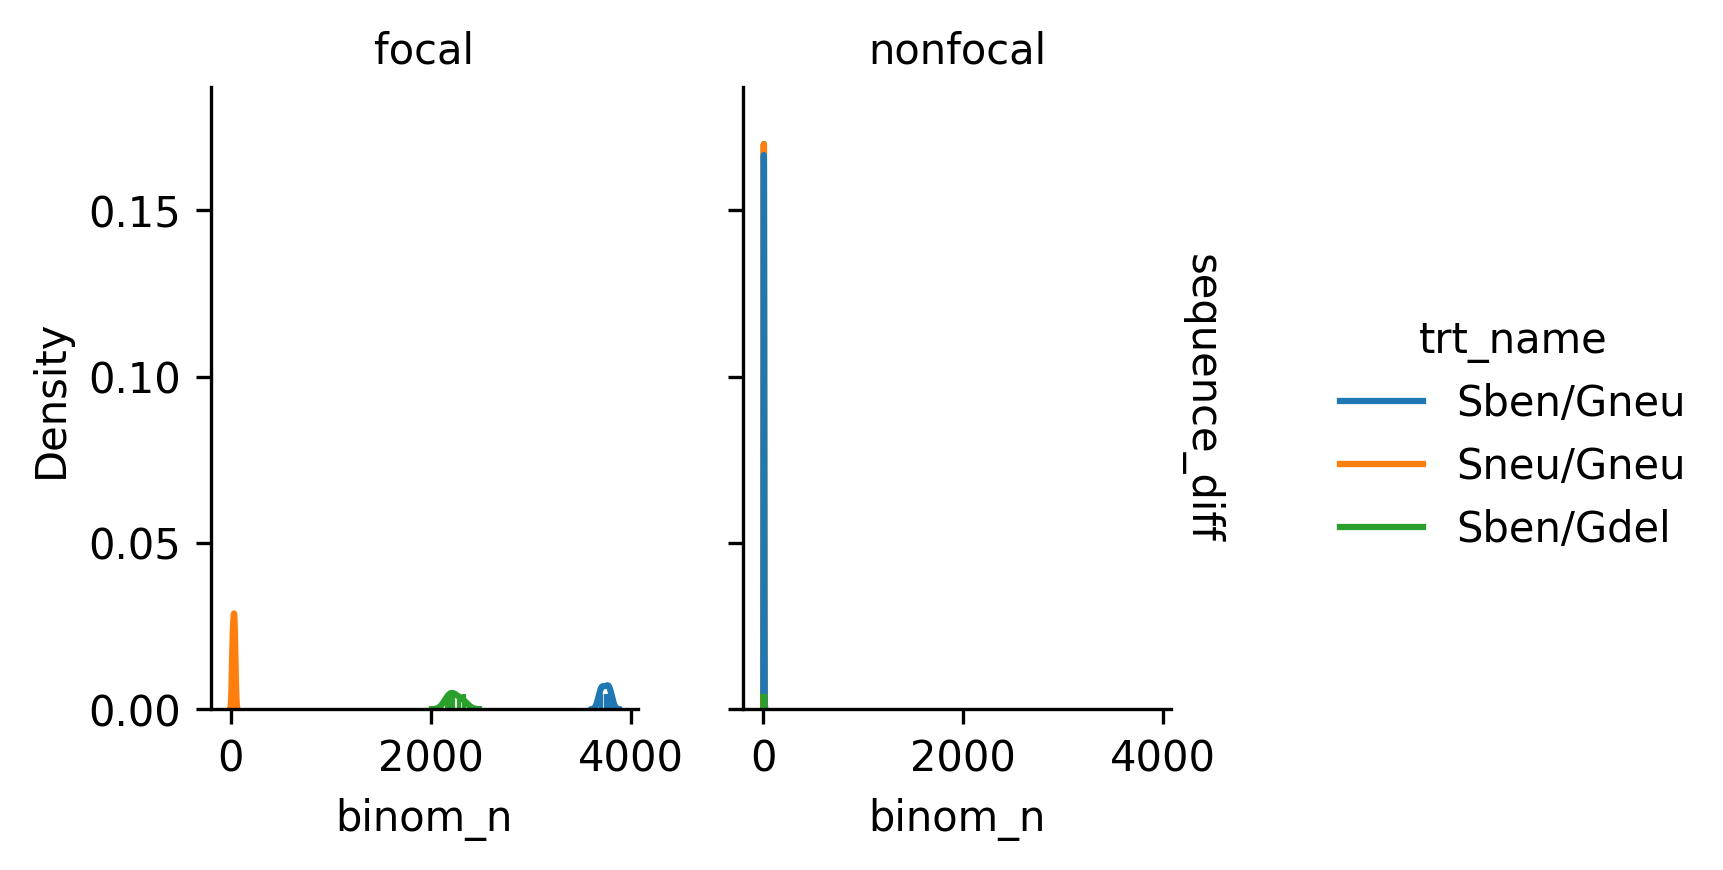 focal
nonfocal
Density
0.15
0.10
0.05
0.00
0
2000
4000
binom_n
0
2000
4000
binom_n
sequence_diff
trt_name
Sben/Gneu
Sneu/Gneu
Sben/Gdel